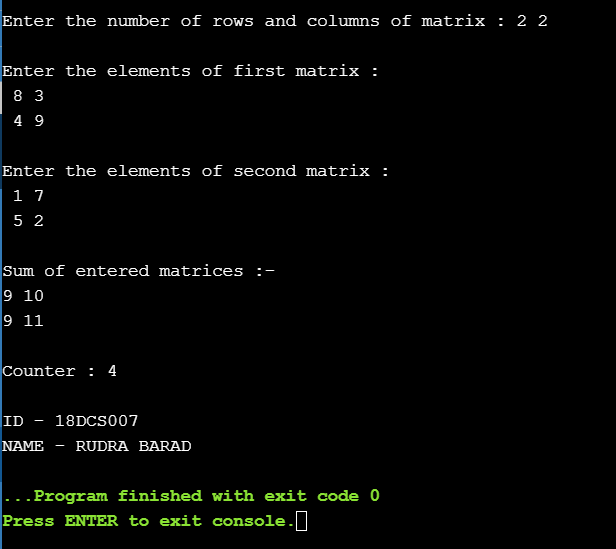 Enter the number of rows and columns of matrix : 2 2
Enter the elements of first matrix :
8 3
4 9
Enter the elements of second matrix :
1 7
5 2
Sum of entered matrices :-
9 10
9 11
Counter : 4
ID - 18DCS007
NAME - RUDRA BARAD
...Program finished with exit code 0
Press ENTER to exit console.